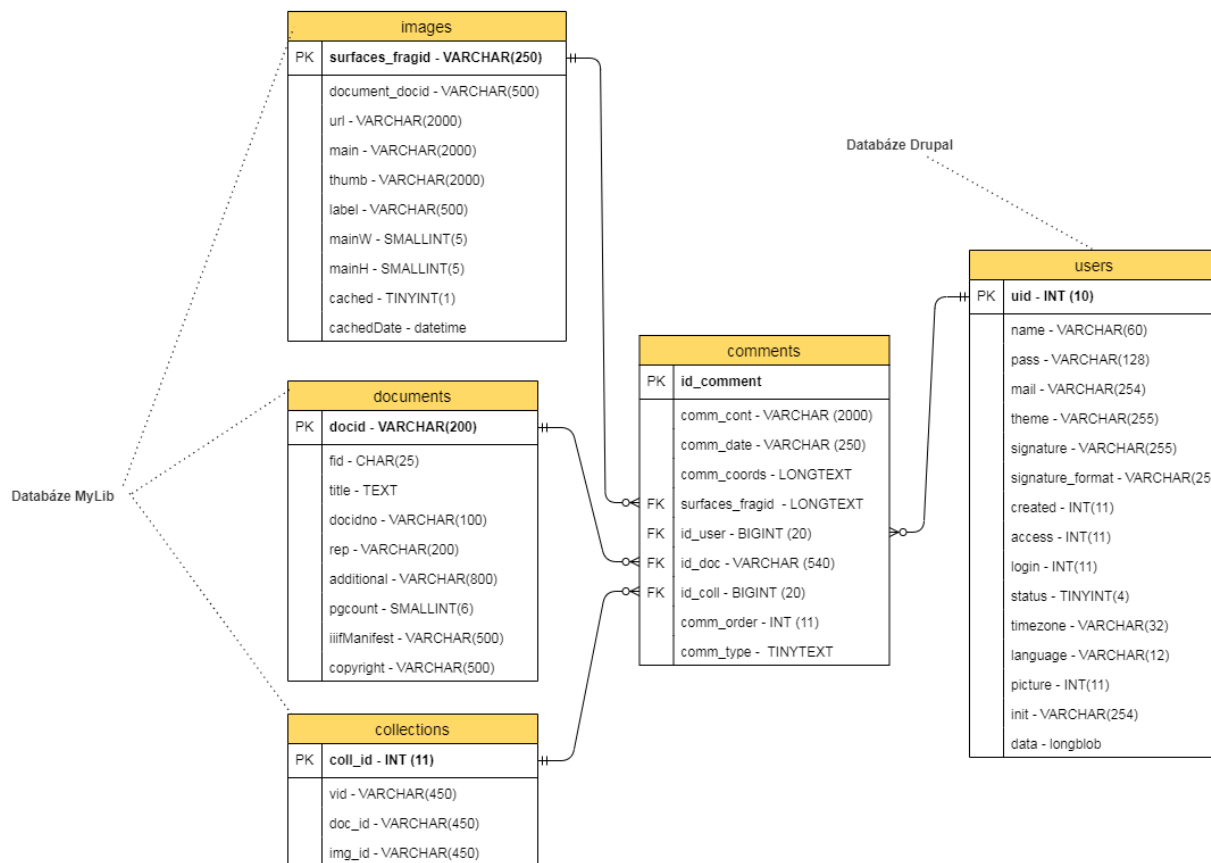 images
PK surfaces_fragid - VARCHAR(250)
document_docid - VARCHAR(500)
url - VARCHAR(2000)
main - VARCHAR(2000)
thumb - VARCHAR(2000)
label - VARCHAR(500)
mainW - SMALLINT(5)
mainH - SMALLINT(5)
cached - TINYINT(1)
cachedDate - datetime
documents
PK docid - VARCHAR(200)
fid - CHAR(25)
title - TEXT
docidno - VARCHAR(100)
rep - VARCHAR(200)
additional - VARCHAR(800)
pgcount - SMALLINT(6)
iiifManifest - VARCHAR(500)
copyright - VARCHAR(500)
Databáze MyLib
collections
PK coll_id - INT (11)
vid - VARCHAR(450)
doc_id - VARCHAR(450)
img_id - VARCHAR(450)
comments
PK id_comment
comm_cont - VARCHAR (2000)
comm_date - VARCHAR (250)
comm_coords - LONGTEXT
FK surfaces_fragid - LONGTEXT
FK id_user - BIGINT (20)
FK id_doc - VARCHAR (540)
FK id_coll - BIGINT (20)
comm_order - INT (11)
comm_type - TINYTEXT
Databáze Drupal
users
PK uid - INT (10)
name - VARCHAR(60)
pass - VARCHAR(128)
mail - VARCHAR(254)
theme - VARCHAR(255)
signature - VARCHAR(255)
signature_format - VARCHAR(25
created - INT(11)
access - INT(11)
login - INT(11)
status - TINYINT(4)
timezone - VARCHAR(32)
language - VARCHAR(12)
picture - INT(11)
init - VARCHAR(254)
data - longblob